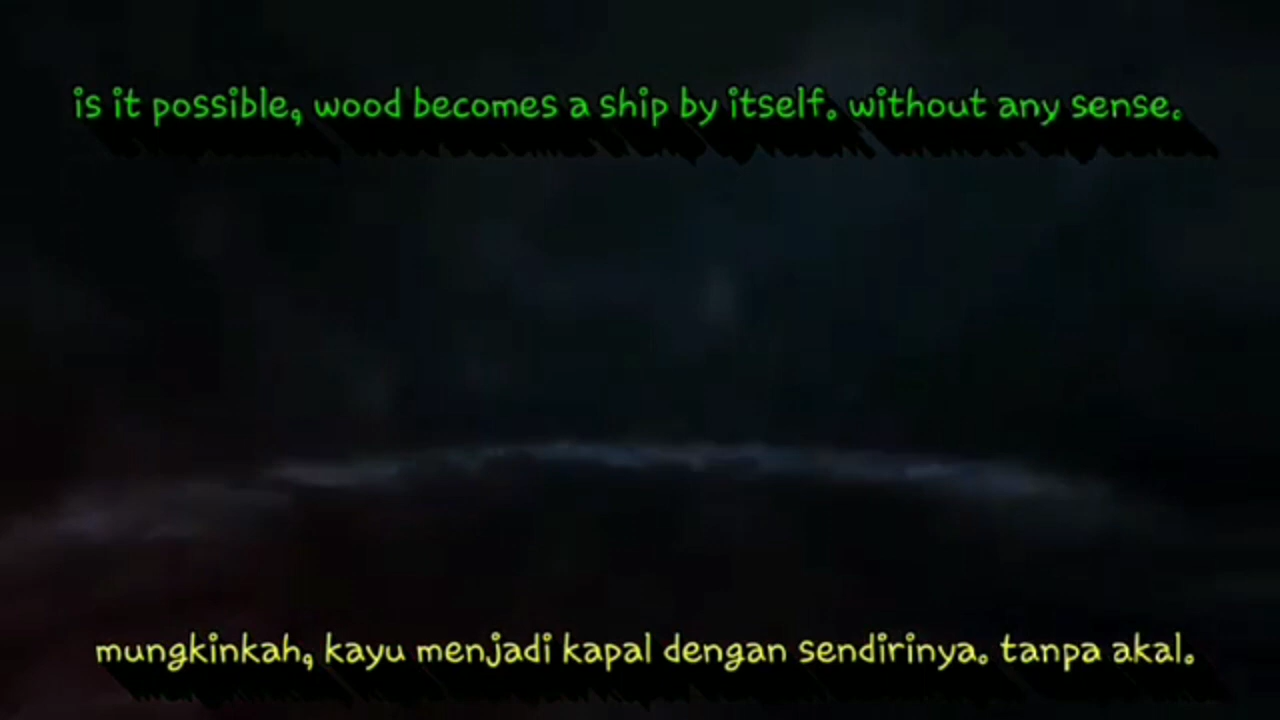 is it possible, wood becomes a ship by itself. without any sense.
mungkinkah, kayu menjadi kapal dengan sendirinya. tanpa akal.